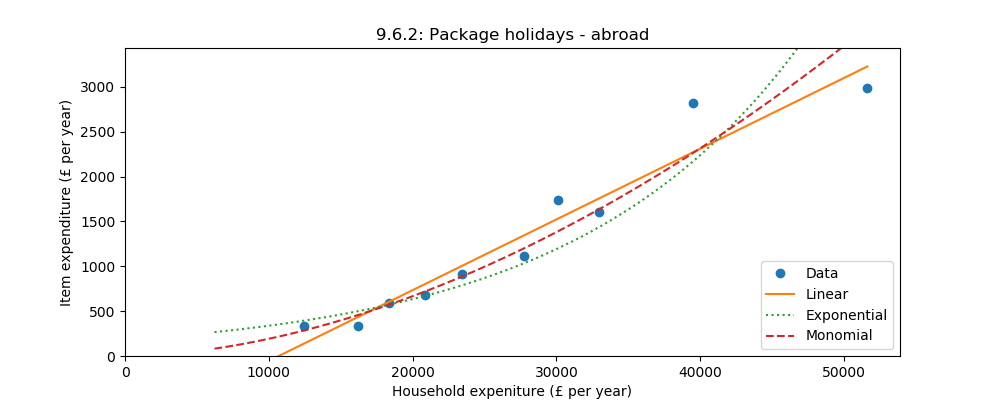 9.6.2: Package holidays - abroad
Item expenditure (£ per year)
3000
2500
2000
1500
1000
500
0
0 10000 20000 30000 40000 50000
Household expeniture (£ per year)
Data
Linear
Exponential
Monomial